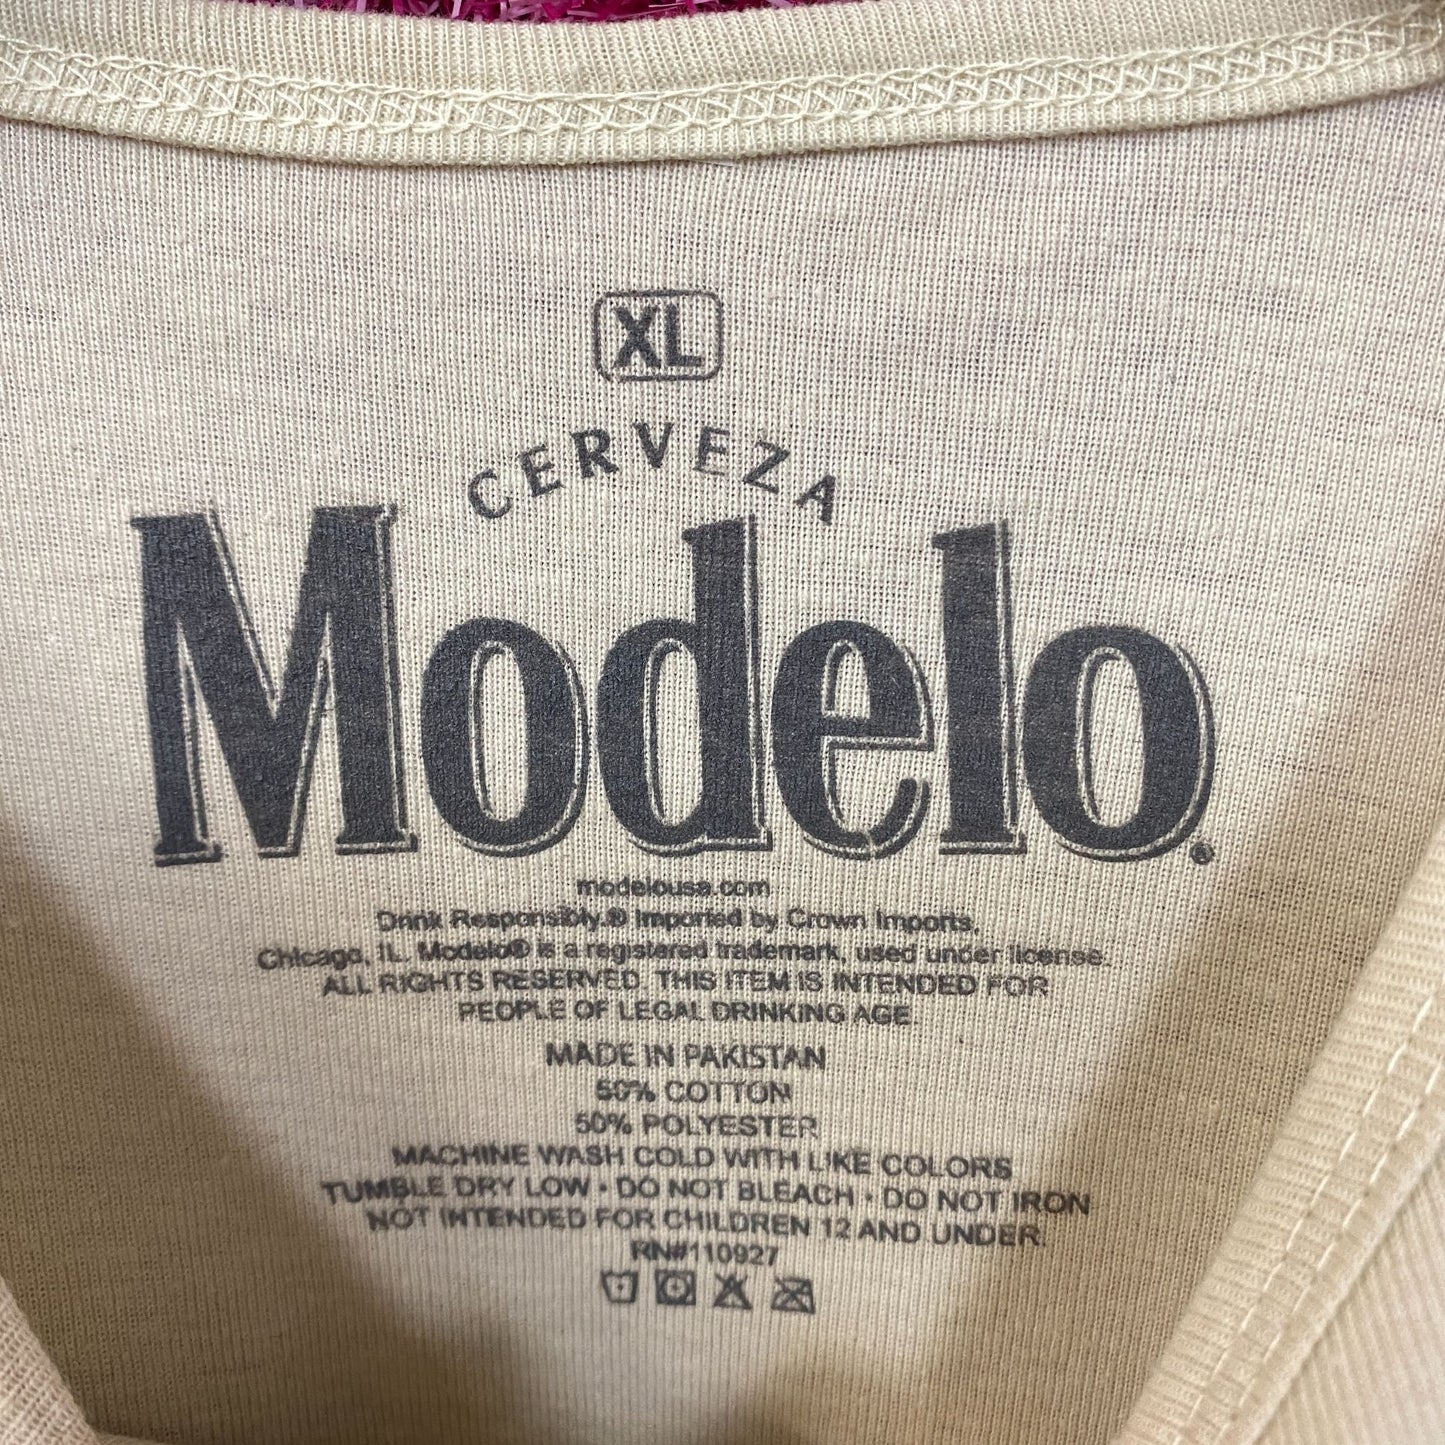 XL
CERVEZA
Modelo®
modelousa.com
Drink Responsibly.® Imported by Crown Imports,
Chicago, IL. Modelo® is a registered trademark, used under license.
ALL RIGHTS RESERVED. THIS ITEM IS INTENDED FOR
PEOPLE OF LEGAL DRINKING AGE.
MADE IN PAKISTAN
50% COTTON
50% POLYESTER
MACHINE WASH COLD WITH LIKE COLORS
TUMBLE DRY LOW · DO NOT BLEACH · DO NOT IRON
NOT INTENDED FOR CHILDREN 12 AND UNDER.
RN#110927